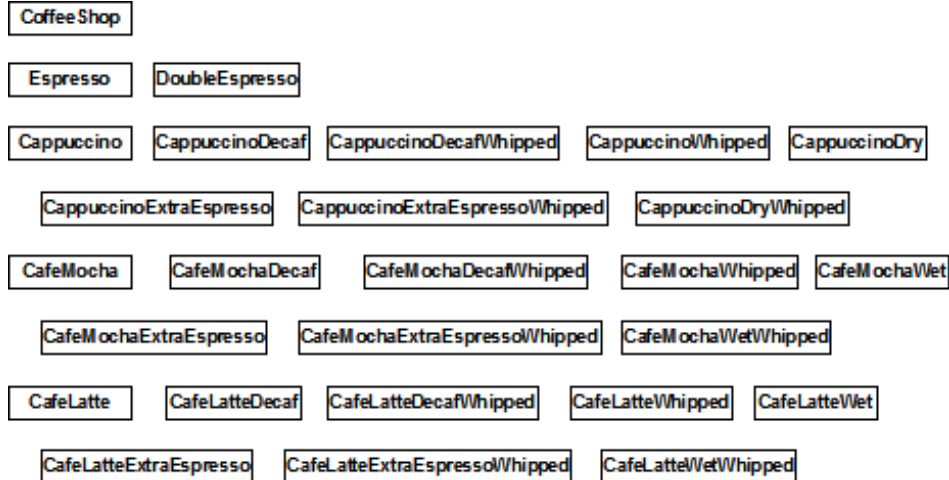 CoffeeShop
Espresso DoubleEspresso
Cappuccino CappuccinoDecaf CappuccinoDecafWhipped CappuccinoWhipped CappuccinoDry
CappuccinoExtraEspresso CappuccinoExtraEspressoWhipped CappuccinoDryWhipped
CafeMocha CafeMochaDecaf CafeMochaDecafWhipped CafeMochaWhipped CafeMochaWet
CafeMochaExtraEspresso CafeMochaExtraEspressoWhipped CafeMochaWetWhipped
CafeLatte CafeLatteDecaf CafeLatteDecafWhipped CafeLatteWhipped CafeLatteWet
CafeLatteExtraEspresso CafeLatteExtraEspressoWhipped CafeLatteWetWhipped